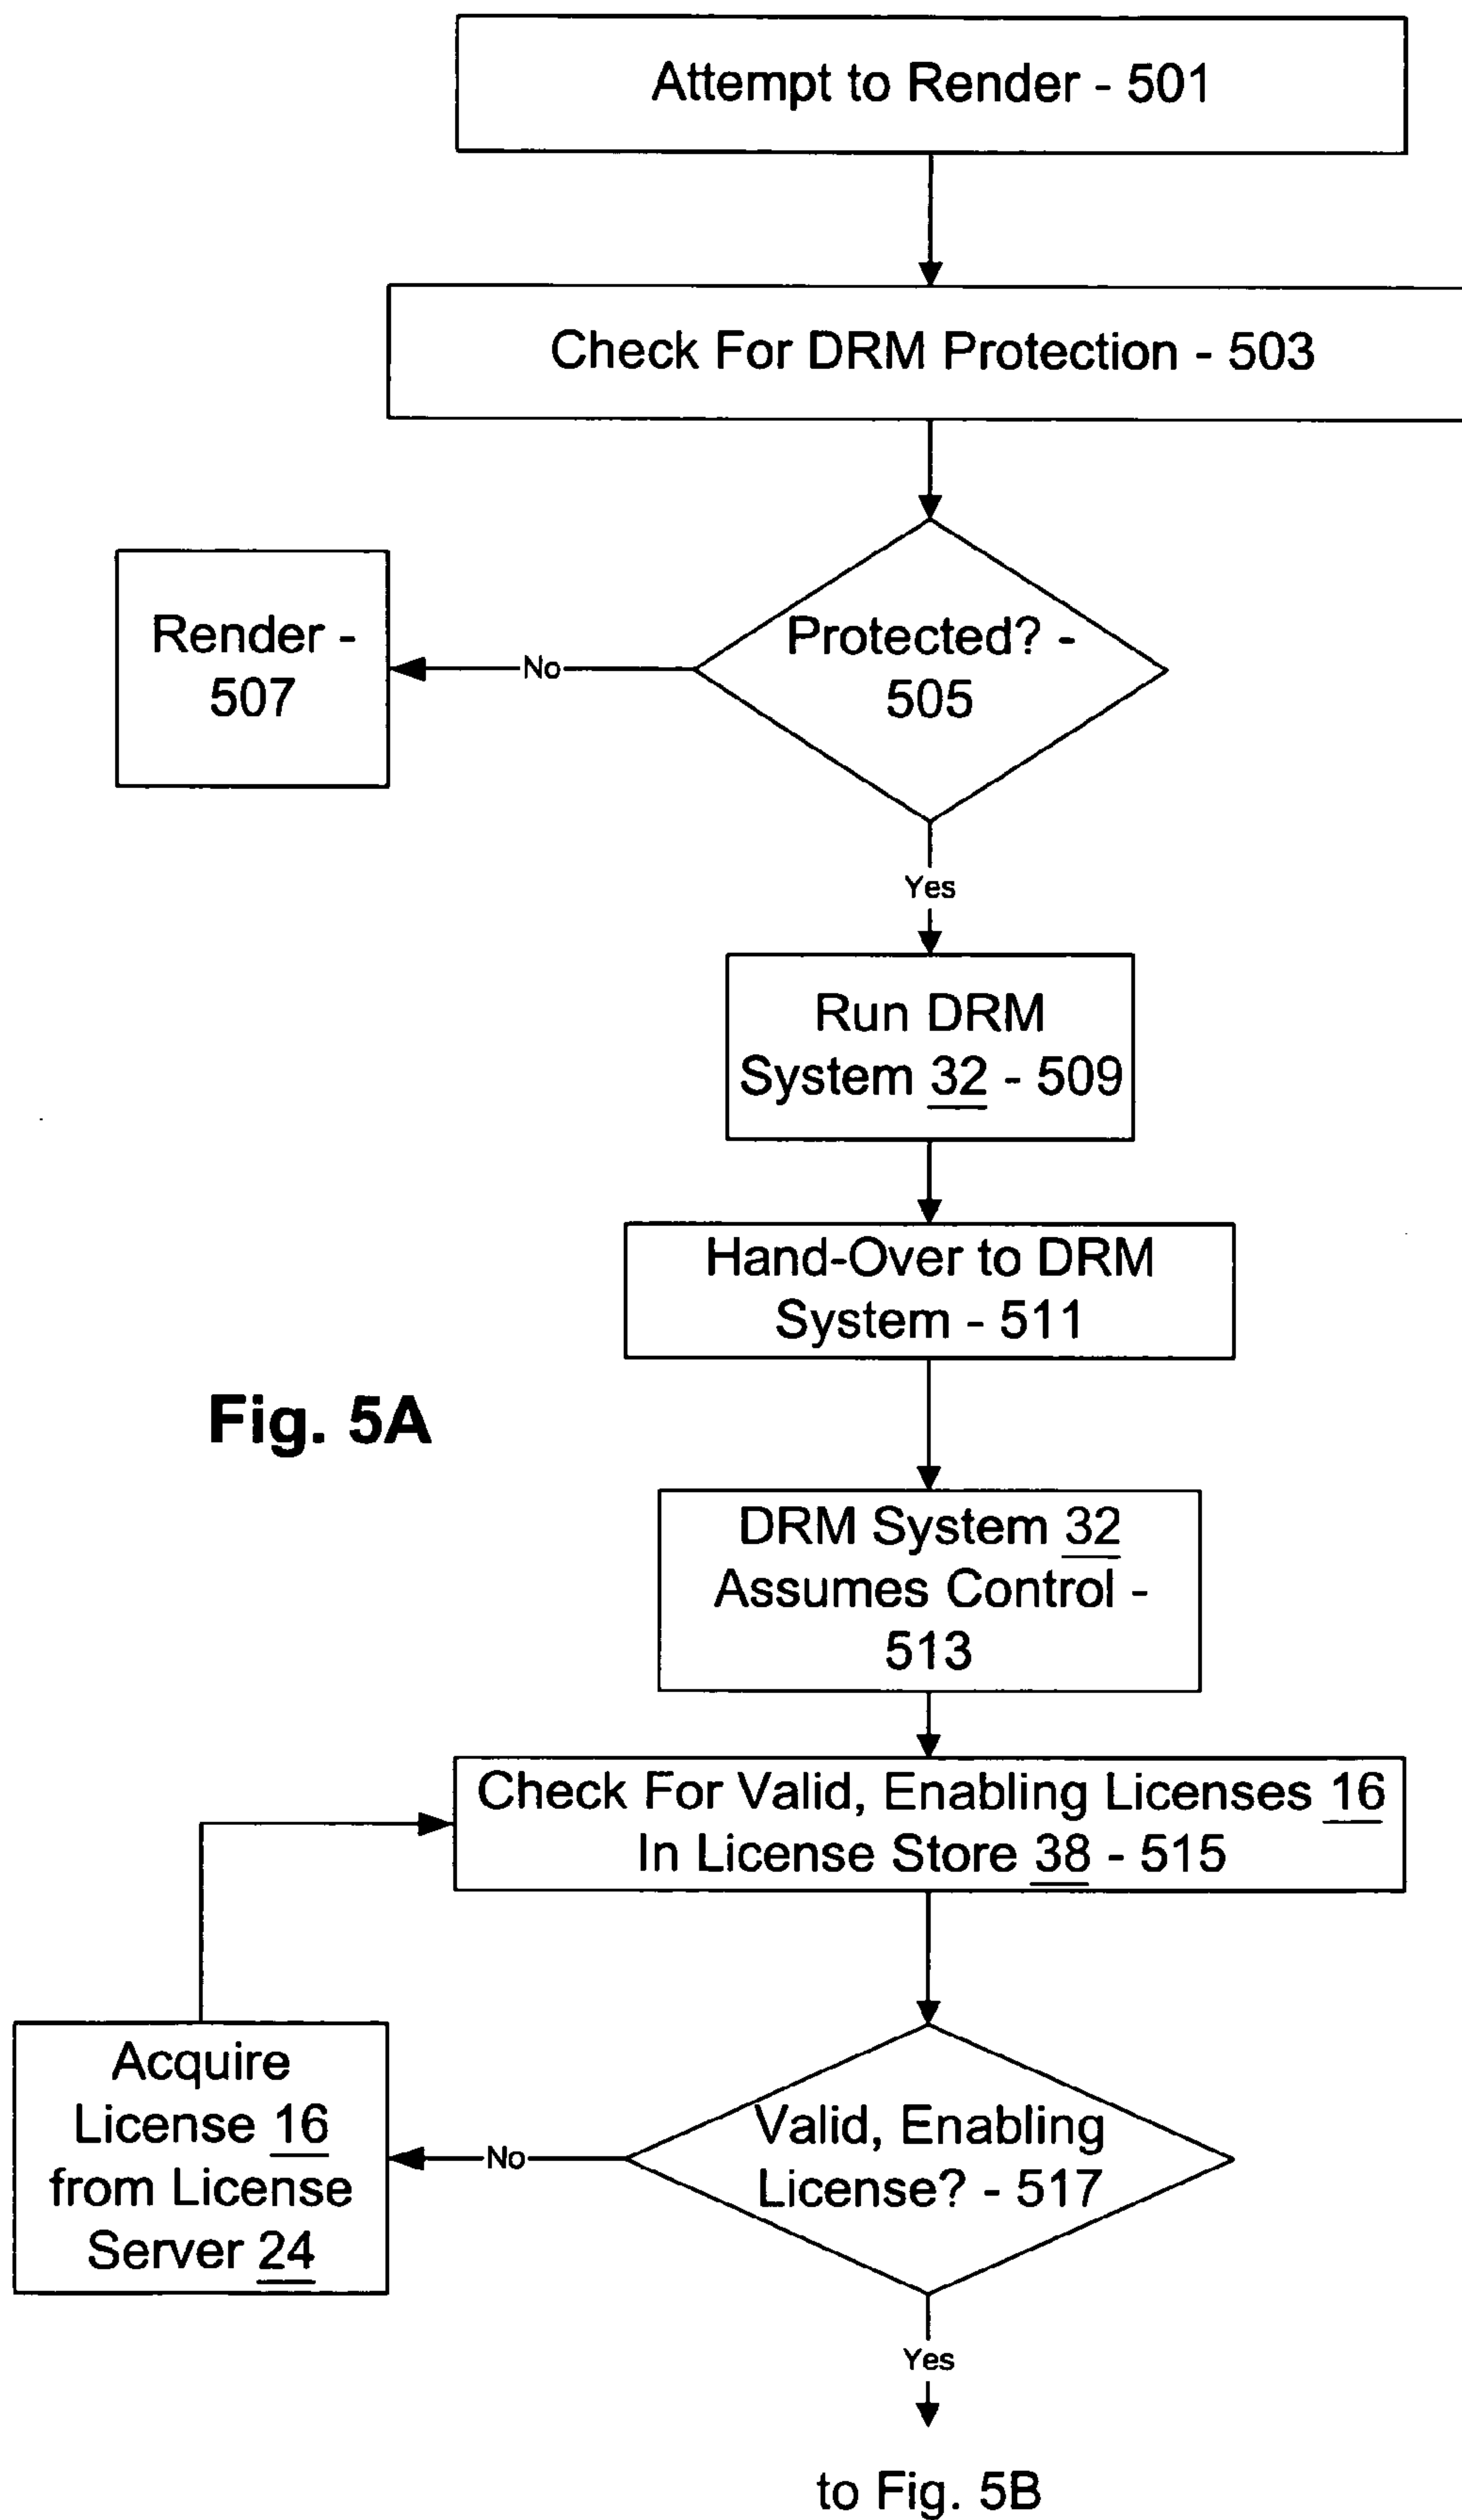 Attempt to Render - 501
Check For DRM Protection - 503
Protected? -
505
No
Render -
507
Yes
Run DRM
System 32 - 509
Hand-Over to DRM
System - 511
Fig. 5A
DRM System 32
Assumes Control -
513
Check For Valid, Enabling Licenses 16
In License Store 38 - 515
Valid, Enabling
License? - 517
No
Acquire
License 16
from License
Server 24
Yes
to Fig. 5B